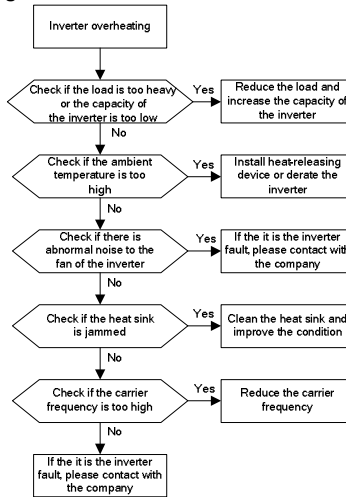 Inverter overheating
Check if the load is too heavy
or the capacity of
the inverter is too low
Yes
Reduce the load and
increase the capacity of
the inverter
No
Check if the ambient
temperature is too
high
Yes
Install heat-releasing
device or derate the
inverter
No
Check if there is
abnormal noise to the
fan of the inverter
Yes
If the it is the inverter
fault, please contact with
the company
No
Check if the heat sink
is jammed
Yes
Clean the heat sink and
improve the condition
No
Check if the carrier
frequency is too high
Yes
Reduce the carrier
frequency
No
If the it is the inverter
fault, please contact with
the company